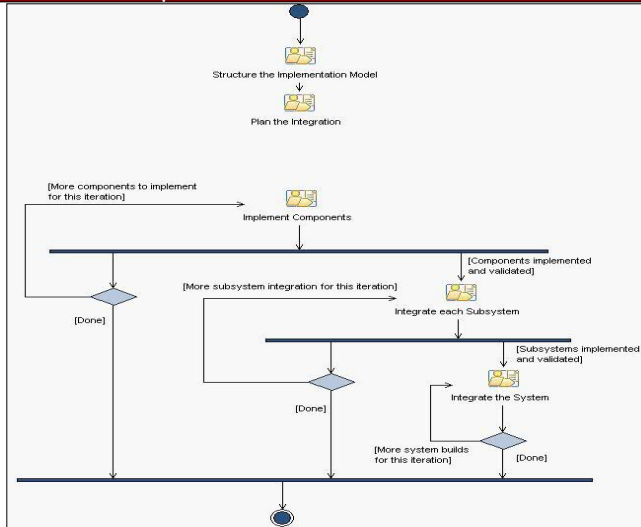 Structure the Implementation Model
Plan the Integration
[More components to implement
for this iteration]
Implement Components
[Components implemented
and validated]
[More subsystem integration for this iteration]
Integrate each Subsystem
[Done]
[Subsystems implemented
and validated]
Integrate the System
[Done]
[More system builds
for this iteration]
[Done]